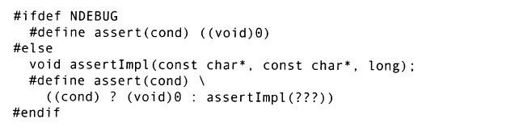 #ifdef NDEBUG
  #define assert(cond) ((void)0)
#else
  void assertImpl(const char*, const char*, long);
  #define assert(cond) \
    ((cond) ? (void)0 : assertImpl(???))
#endif